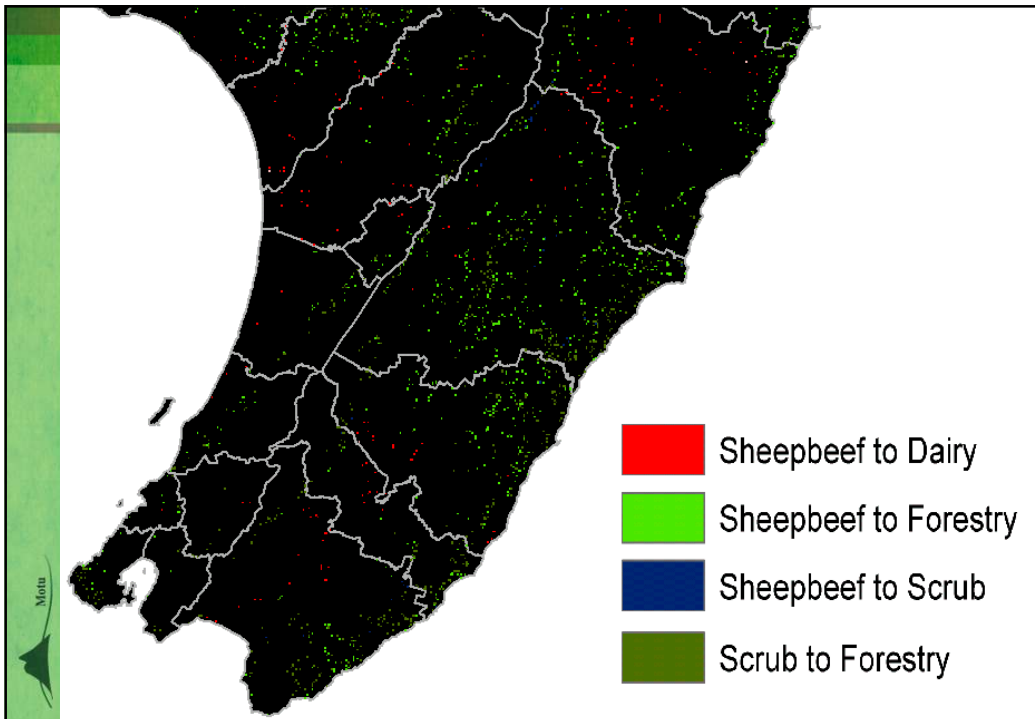 Sheepbeef to Dairy
Sheepbeef to Forestry
Sheepbeef to Scrub
Scrub to Forestry
Motu